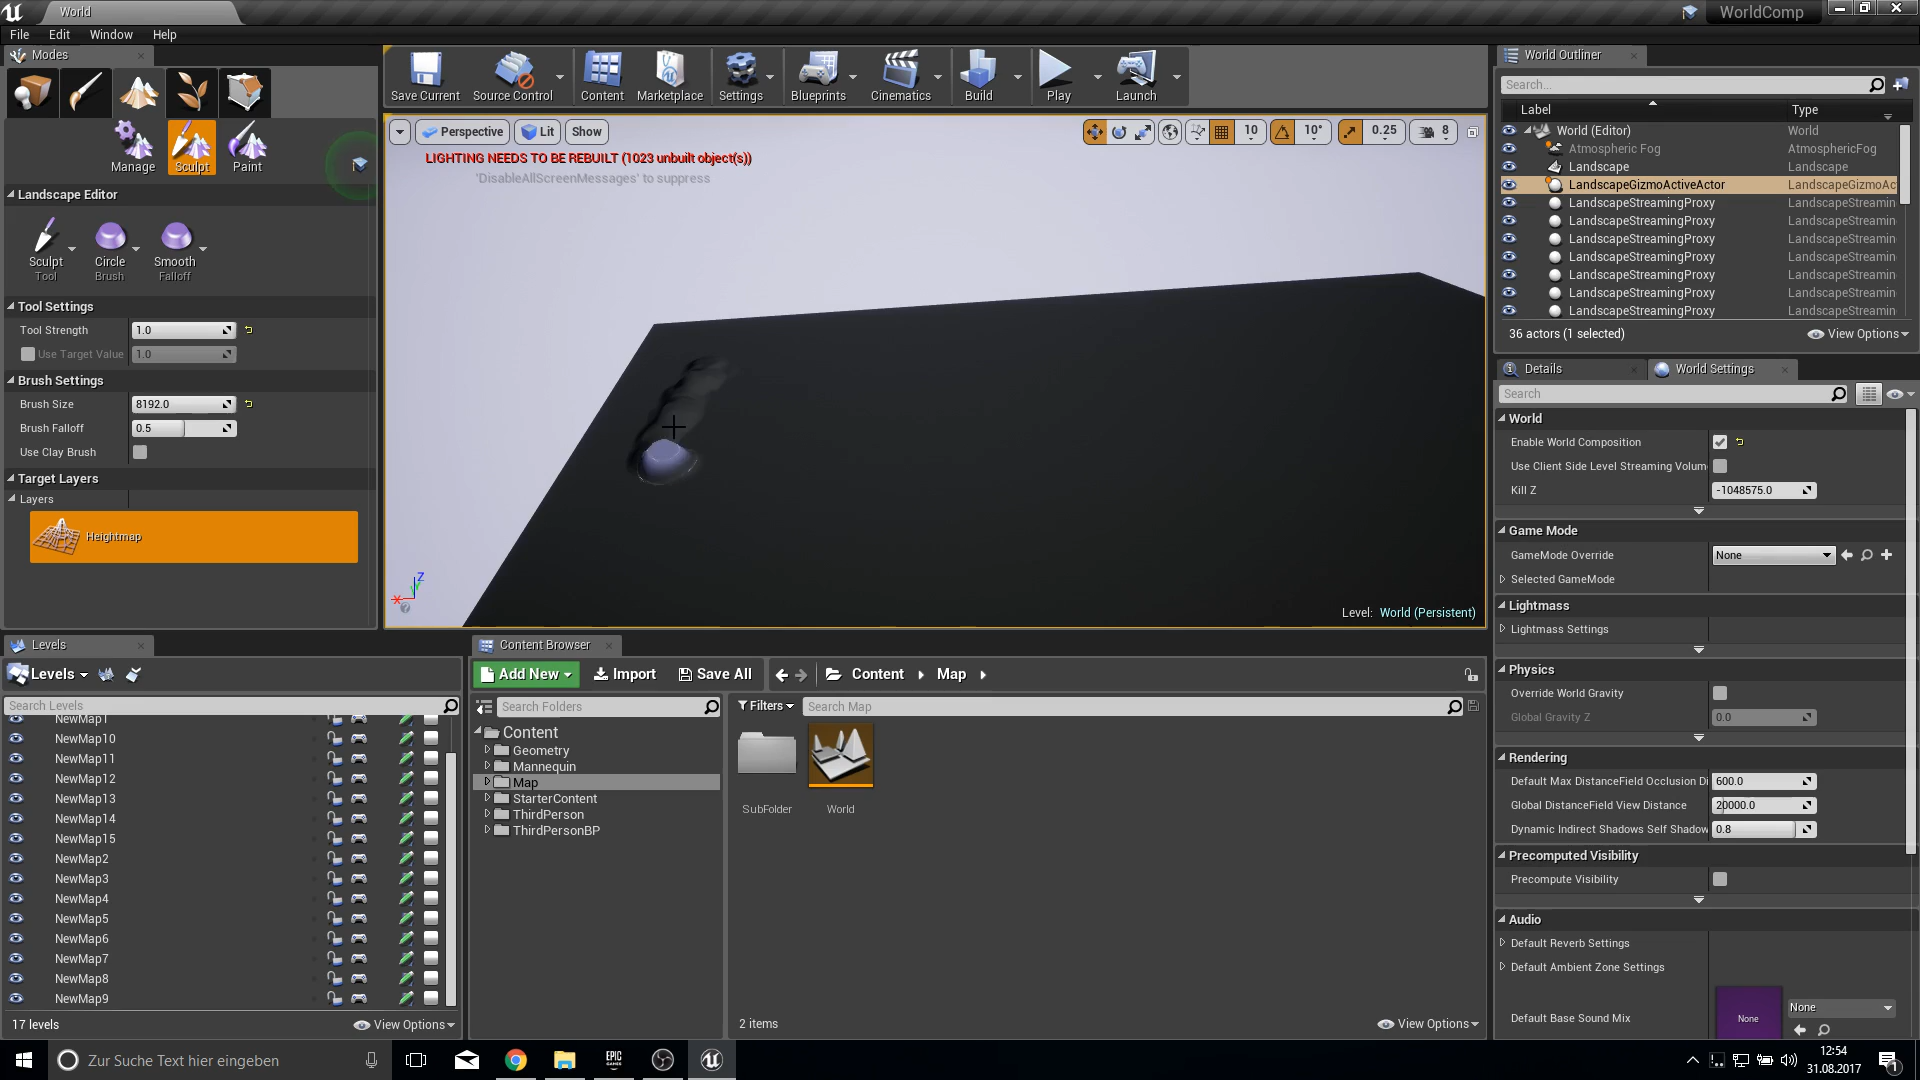 World
WorldComp
File Edit Window Help
Modes
Manage Sculpt Paint
Landscape Editor
Sculpt Circle Smooth
Tool Brush Falloff
Tool Settings
Tool Strength 1.0
Use Target Value 1.0
Brush Settings
Brush Size 8192.0
Brush Falloff 0.5
Use Clay Brush
Target Layers
Layers
Heightmap
Save Current Source Control Content Marketplace Settings Blueprints Cinematics Build Play Launch
Perspective Lit Show
10 10° 0.25 8
LIGHTING NEEDS TO BE REBUILT (1023 unbuilt object(s))
'DisableAllScreenMessages' to suppress
Z
X
Level: World (Persistent)
World Outliner
Search...
Label Type
World (Editor) World
Atmospheric Fog AtmosphericFog
Landscape Landscape
LandscapeGizmoActiveActor LandscapeGizmoAc
LandscapeStreamingProxy LandscapeStreamin
LandscapeStreamingProxy LandscapeStreamin
LandscapeStreamingProxy LandscapeStreamin
LandscapeStreamingProxy LandscapeStreamin
LandscapeStreamingProxy LandscapeStreamin
LandscapeStreamingProxy LandscapeStreamin
LandscapeStreamingProxy LandscapeStreamin
36 actors (1 selected) View Options
Details World Settings
Search
World
Enable World Composition
Use Client Side Level Streaming Volum
Kill Z -1048575.0
Game Mode
GameMode Override None
Selected GameMode
Lightmass
Lightmass Settings
Physics
Override World Gravity
Global Gravity Z 0.0
Rendering
Default Max DistanceField Occlusion Di 600.0
Global DistanceField View Distance 20000.0
Dynamic Indirect Shadows Self Shadow 0.8
Precomputed Visibility
Precompute Visibility
Audio
Default Reverb Settings
Default Ambient Zone Settings
Default Base Sound Mix None None
Levels
Levels
Search Levels
NewMap1
NewMap10
NewMap11
NewMap12
NewMap13
NewMap14
NewMap15
NewMap2
NewMap3
NewMap4
NewMap5
NewMap6
NewMap7
NewMap8
NewMap9
17 levels View Options
Content Browser
Add New Import Save All Content Map
Search Folders
Content
Geometry
Mannequin
Map
StarterContent
ThirdPerson
ThirdPersonBP
Filters Search Map
SubFolder World
2 items View Options
Zur Suche Text hier eingeben
EPIC GAMES
12:54
31.08.2017
1